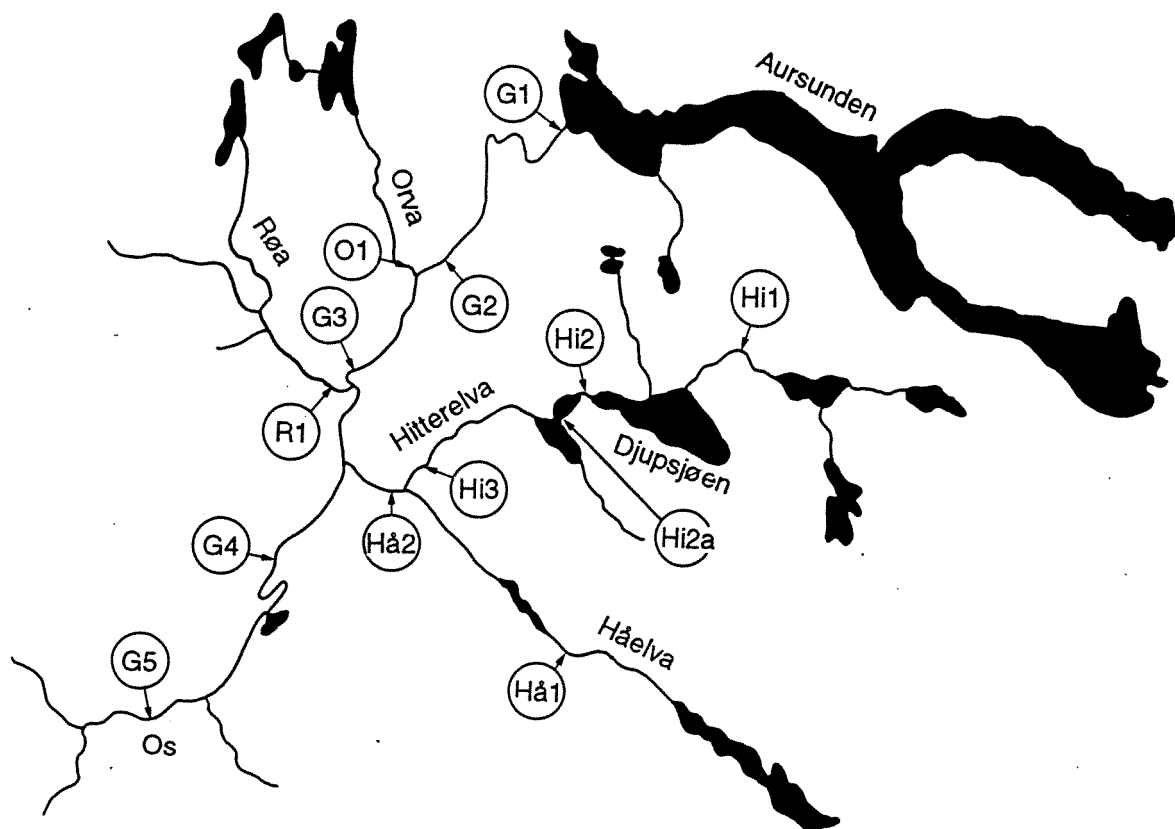 Aursunden
G1
Orva
Røa
O1
G2
G3
Hi1
Hi2
R1
Hitterelva
Djupsjøen
Hi3
Hi2a
Hå2
G4
Håelva
G5
Hå1
Os